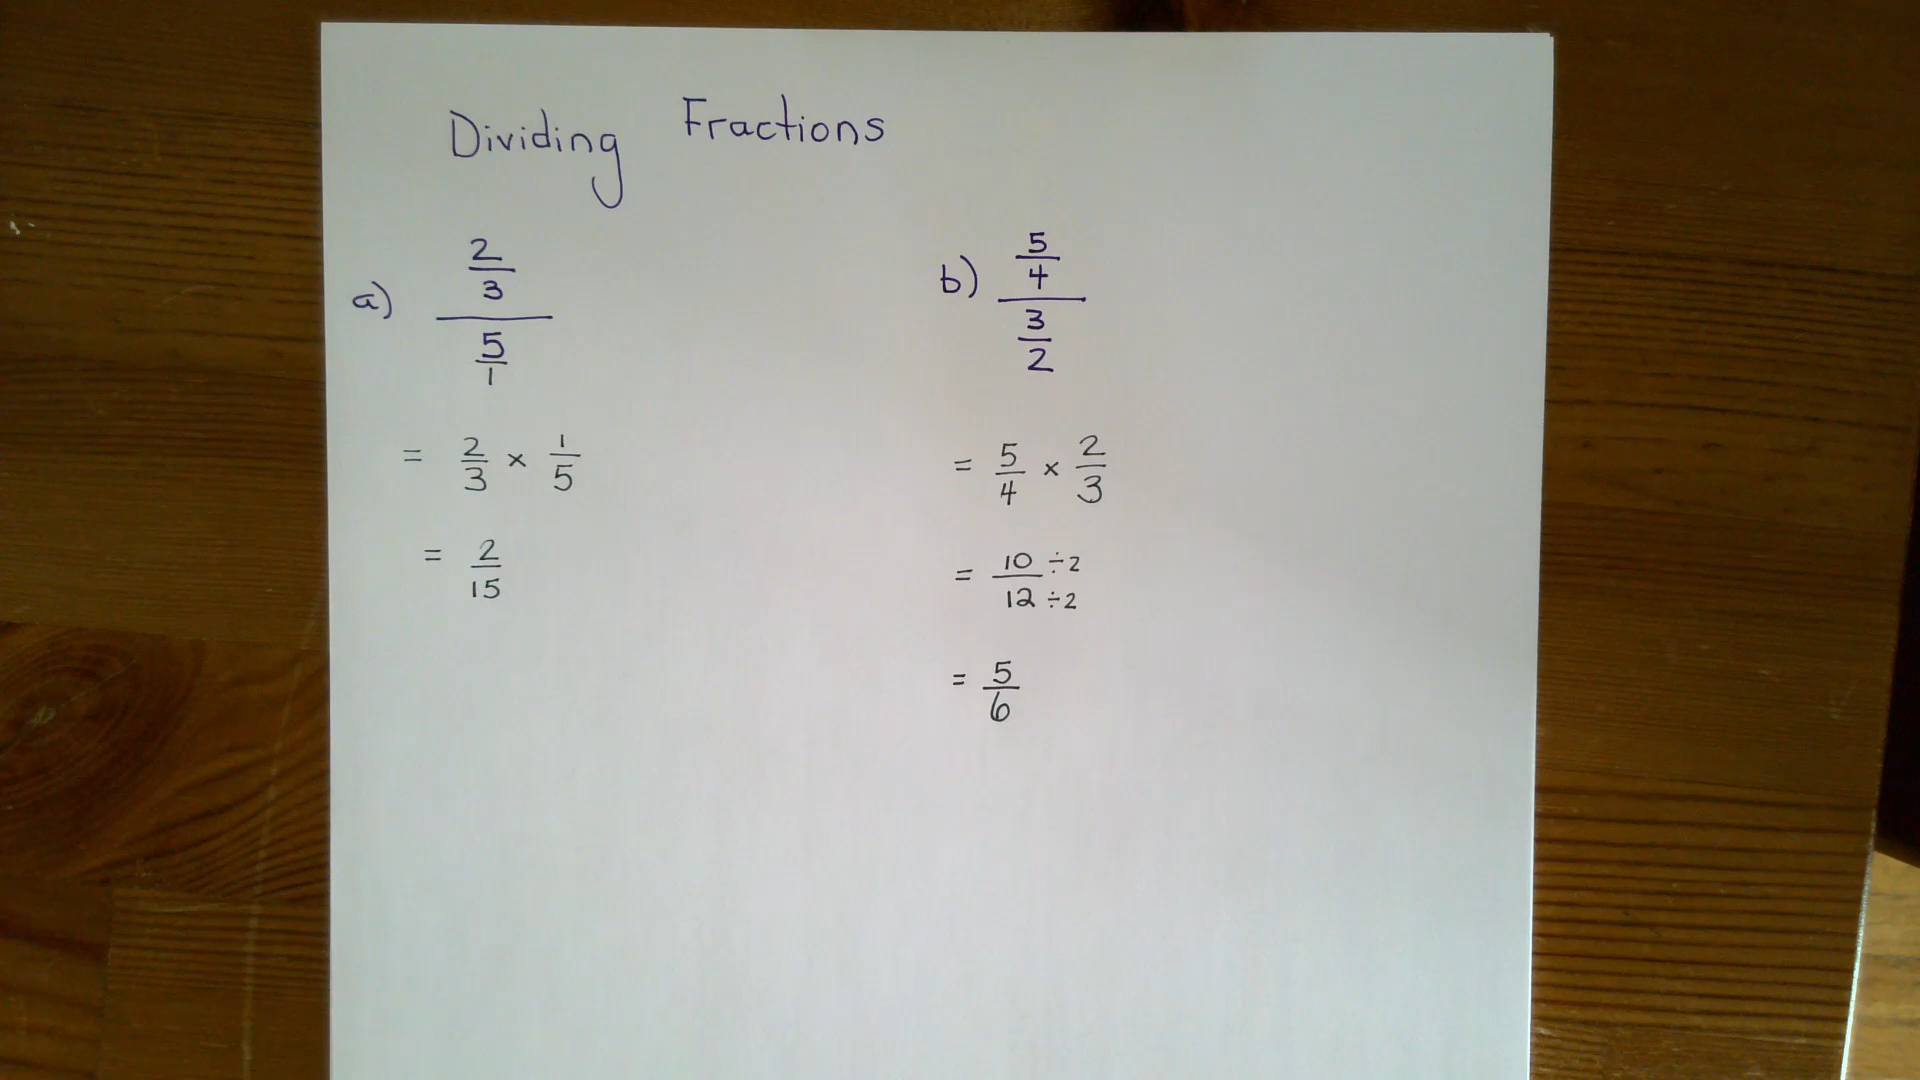 Dividing Fractions
a) 2/3 / 5/1
= 2/3 × 1/5
= 2/15
b) 5/4 / 3/2
= 5/4 × 2/3
= 10 ÷2 / 12 ÷2
= 5/6